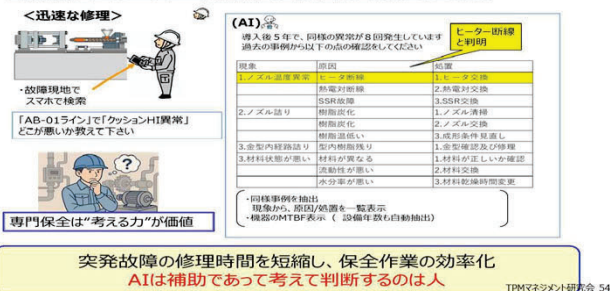 ＜迅速な修理＞
・故障現地で
スマホで検索
「AB-01ライン」で「クッションHI異常」
どこが悪いか教えて下さい
?
専門保全は“考える力”が価値
(AI)
導入後５年で、同様の異常が８回発生しています
過去の事例から以下の点の確認をしてください
ヒーター断線
と判明
現象 原因 処置
1.ノズル温度異常 ヒータ断線 1.ヒータ交換
熱電対断線 2.熱電対交換
SSR故障 3.SSR交換
2.ノズル詰り 樹脂炭化 1.ノズル清掃
樹脂炭化 2.ノズル交換
樹脂温低い 3.成形条件見直し
3.金型内経路詰り 型内樹脂残り 1.金型確認及び修理
3.材料状態が悪い 材料が異なる 1.材料が正しいか確認
流動性が悪い 2.材料交換
水分率が悪い 3.材料乾燥時間変更
・同様事例を抽出
現象から、原因/処置を一覧表示
・機器のMTBF表示（ 設備年数も自動抽出）
突発故障の修理時間を短縮し、保全作業の効率化
AIは補助であって考えて判断するのは人
TPMマネジメント研究会 54